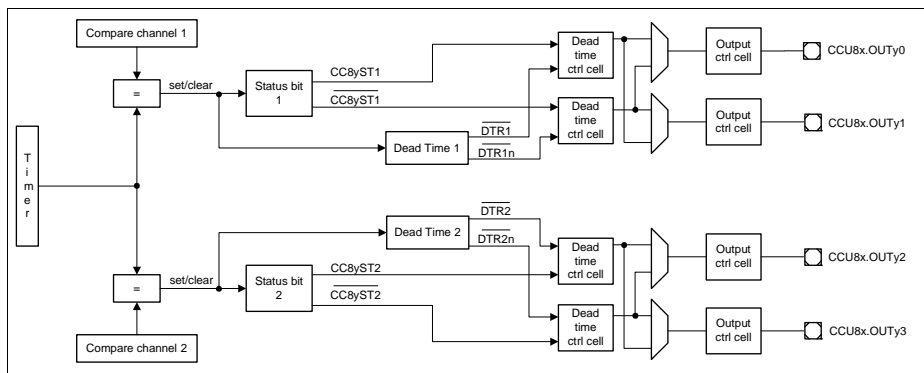 Compare channel 1
=
set/clear
Status bit
1
CC8yST1
CC8yST1
Dead Time 1
DTR1
DTR1n
Dead
time
ctrl cell
Dead
time
ctrl cell
Output
ctrl cell
CCU8x.OUTy0
Output
ctrl cell
CCU8x.OUTy1
Timer
Dead Time 2
DTR2
DTR2n
=
set/clear
Status bit
2
CC8yST2
CC8yST2
Dead
time
ctrl cell
Dead
time
ctrl cell
Output
ctrl cell
CCU8x.OUTy2
Output
ctrl cell
CCU8x.OUTy3
Compare channel 2